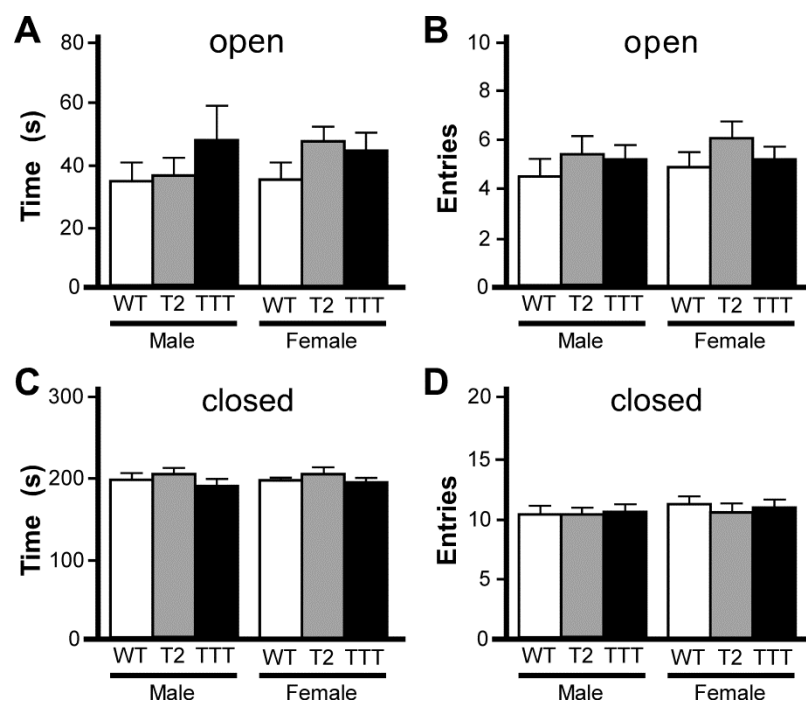 A
open
Time (s)
80
60
40
20
0
WT T2 TTT WT T2 TTT
Male Female
B
open
Entries
10
8
6
4
2
0
WT T2 TTT WT T2 TTT
Male Female
C
closed
Time (s)
300
200
100
0
WT T2 TTT WT T2 TTT
Male Female
D
closed
Entries
20
15
10
5
0
WT T2 TTT WT T2 TTT
Male Female